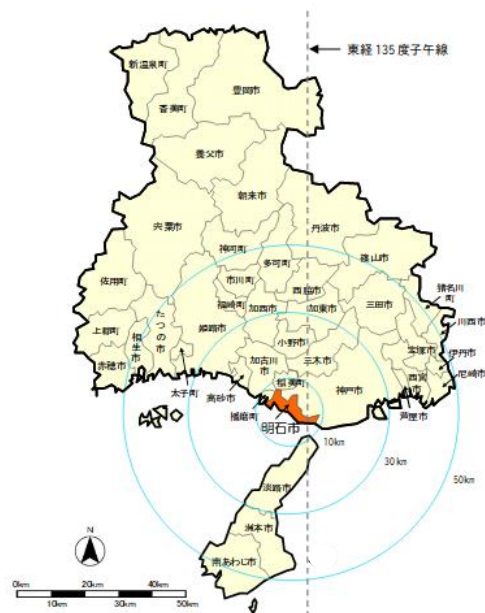 東経 135 度子午線
新温泉町
香美町
豊岡市
養父市
朝来市
宍粟市
丹波市
神河町
多可町
篠山市
佐用町
市川町
西脇市
猪名川
町
三田市
川西市
上郡町
相生市
たつの市
福崎町
加西市
加東市
姫路市
宝塚市
伊丹市
赤穂市
小野市
加古川
市
三木市
西宮
市
尼崎市
太子町
高砂市
稲美町
神戸市
芦屋市
播磨町
明石市
10km
30km
50km
淡路市
洲本市
南あわじ市
N
0km
20km
40km
10km
30km
50km